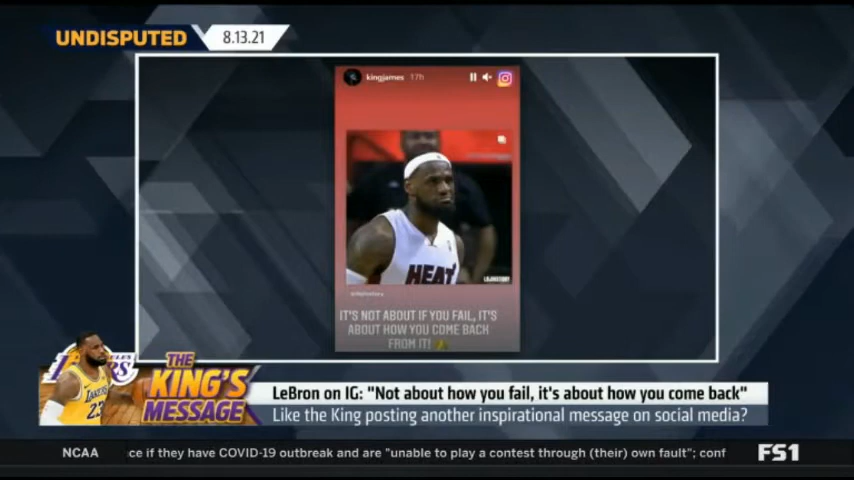 UNDISPUTED
8.13.21
kingjames 17h
HEAT
IT'S NOT ABOUT IF YOU FAIL, IT'S
ABOUT HOW YOU COME BACK
FROM IT!
LAKERS
23
THE
KING'S
MESSAGE
LeBron on IG: "Not about how you fail, it's about how you come back"
Like the King posting another inspirational message on social media?
NCAA
ce if they have COVID-19 outbreak and are "unable to play a contest through (their) own fault"; conf
FS1